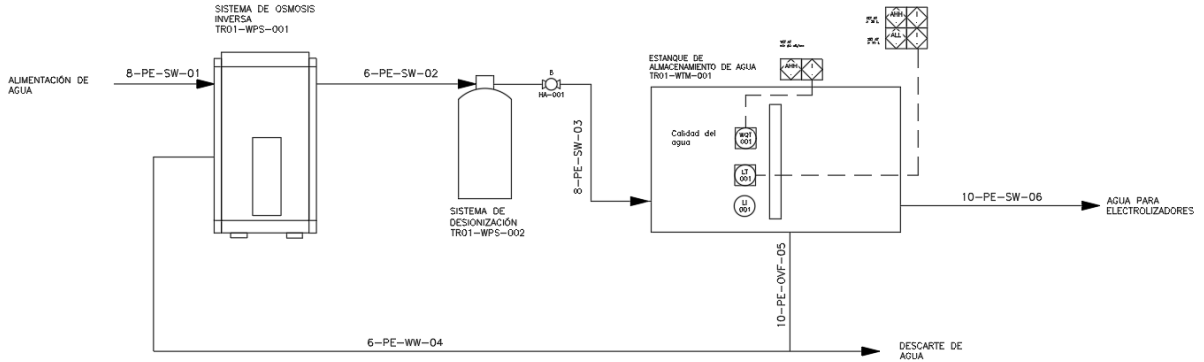 SISTEMA DE OSMOSIS
INVERSA
TR01-WPS-001
ALIMENTACIÓN DE
AGUA
8-PE-SW-01
6-PE-SW-02
B
HA-001
8-PE-SW-03
SISTEMA DE
DESIONIZACIÓN
TR01-WPS-002
ESTANQUE DE
ALMACENAMIENTO DE AGUA
TR01-WTM-001
AHH
I
AHH
I
ALL
I
Calidad del
agua
WQT
001
LT
001
LI
001
10-PE-SW-06
AGUA PARA
ELECTROLIZADORES
10-PE-OVF-05
6-PE-WW-04
DESCARTE DE
AGUA